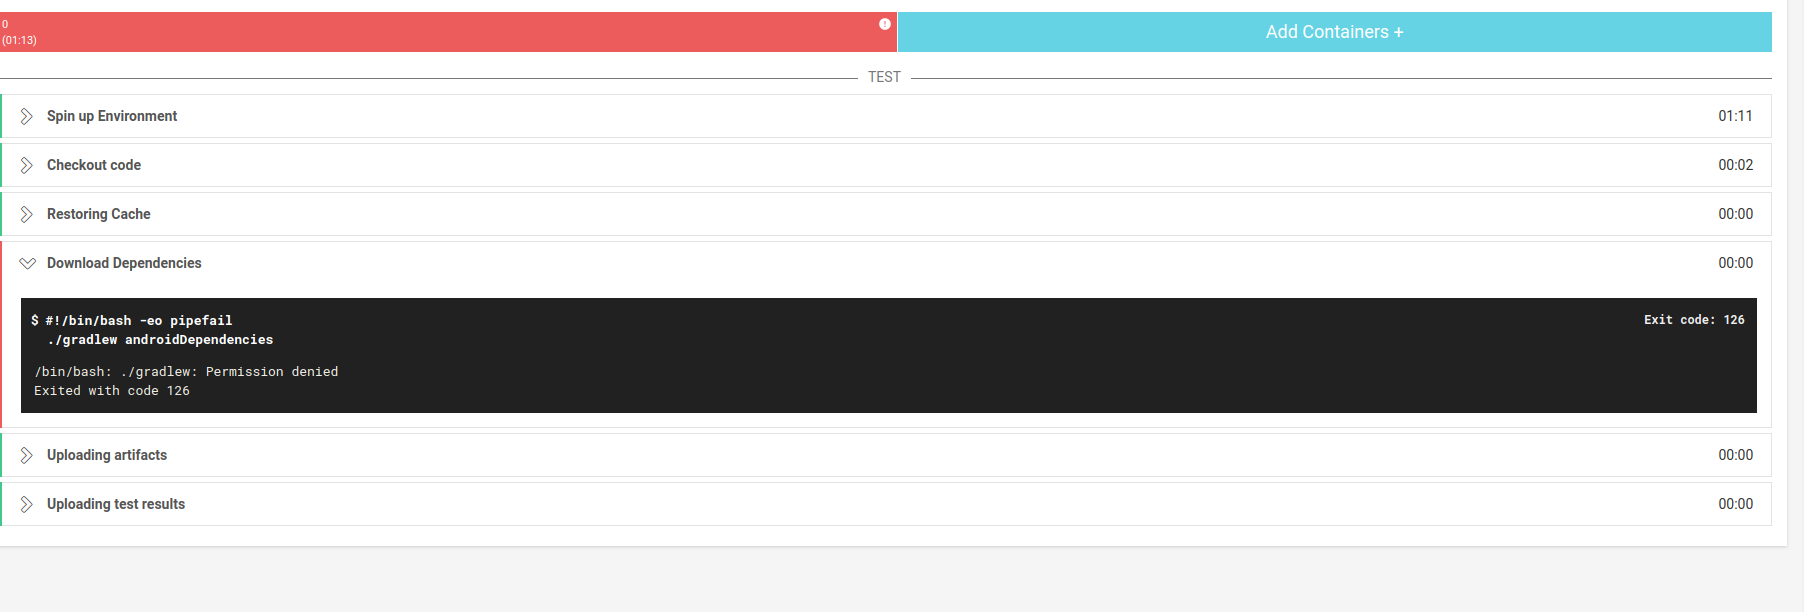 0
(01:13)
Add Containers +
TEST
Spin up Environment 01:11
Checkout code 00:02
Restoring Cache 00:00
Download Dependencies 00:00
$ #!/bin/bash -eo pipefail Exit code: 126
./gradlew androidDependencies
/bin/bash: ./gradlew: Permission denied
Exited with code 126
Uploading artifacts 00:00
Uploading test results 00:00